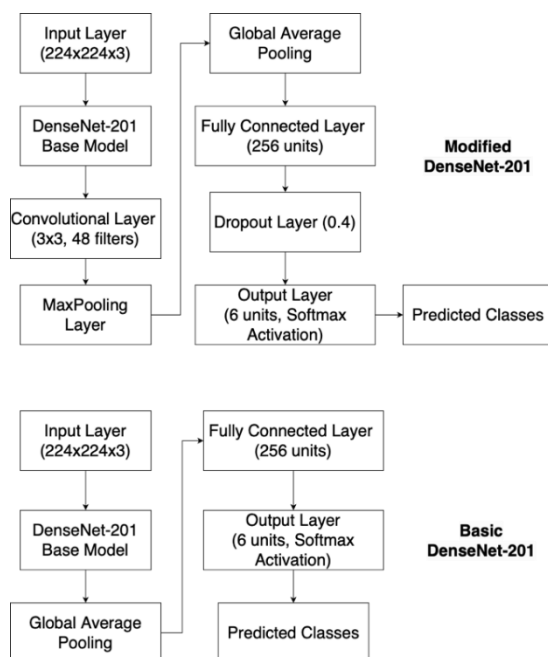 Input Layer
(224x224x3)
DenseNet-201
Base Model
Convolutional Layer
(3x3, 48 filters)
MaxPooling
Layer
Global Average
Pooling
Fully Connected Layer
(256 units)
Dropout Layer (0.4)
Output Layer
(6 units, Softmax
Activation)
Predicted Classes
Modified
DenseNet-201
Input Layer
(224x224x3)
DenseNet-201
Base Model
Global Average
Pooling
Fully Connected Layer
(256 units)
Output Layer
(6 units, Softmax
Activation)
Predicted Classes
Basic
DenseNet-201